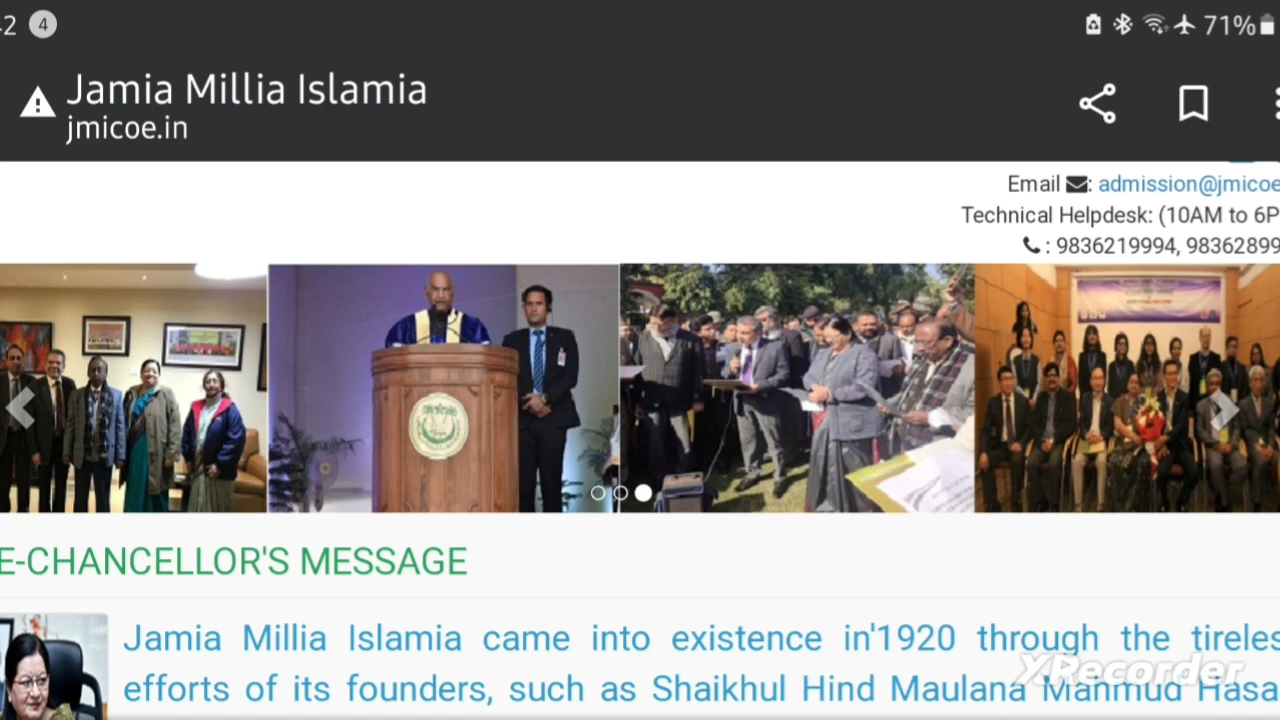 42 4 71%
Jamia Millia Islamia
jmicoe.in
Email : admission@jmicoe
Technical Helpdesk: (10AM to 6P
: 9836219994, 98362899
E-CHANCELLOR'S MESSAGE
Jamia Millia Islamia came into existence in'1920 through the tireles
efforts of its founders, such as Shaikhul Hind Maulana Mahmud Hasa
XRecorder